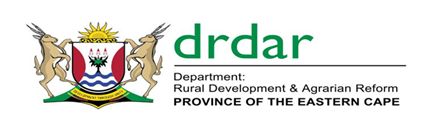 drdar
Department:
Rural Development & Agrarian Reform
PROVINCE OF THE EASTERN CAPE